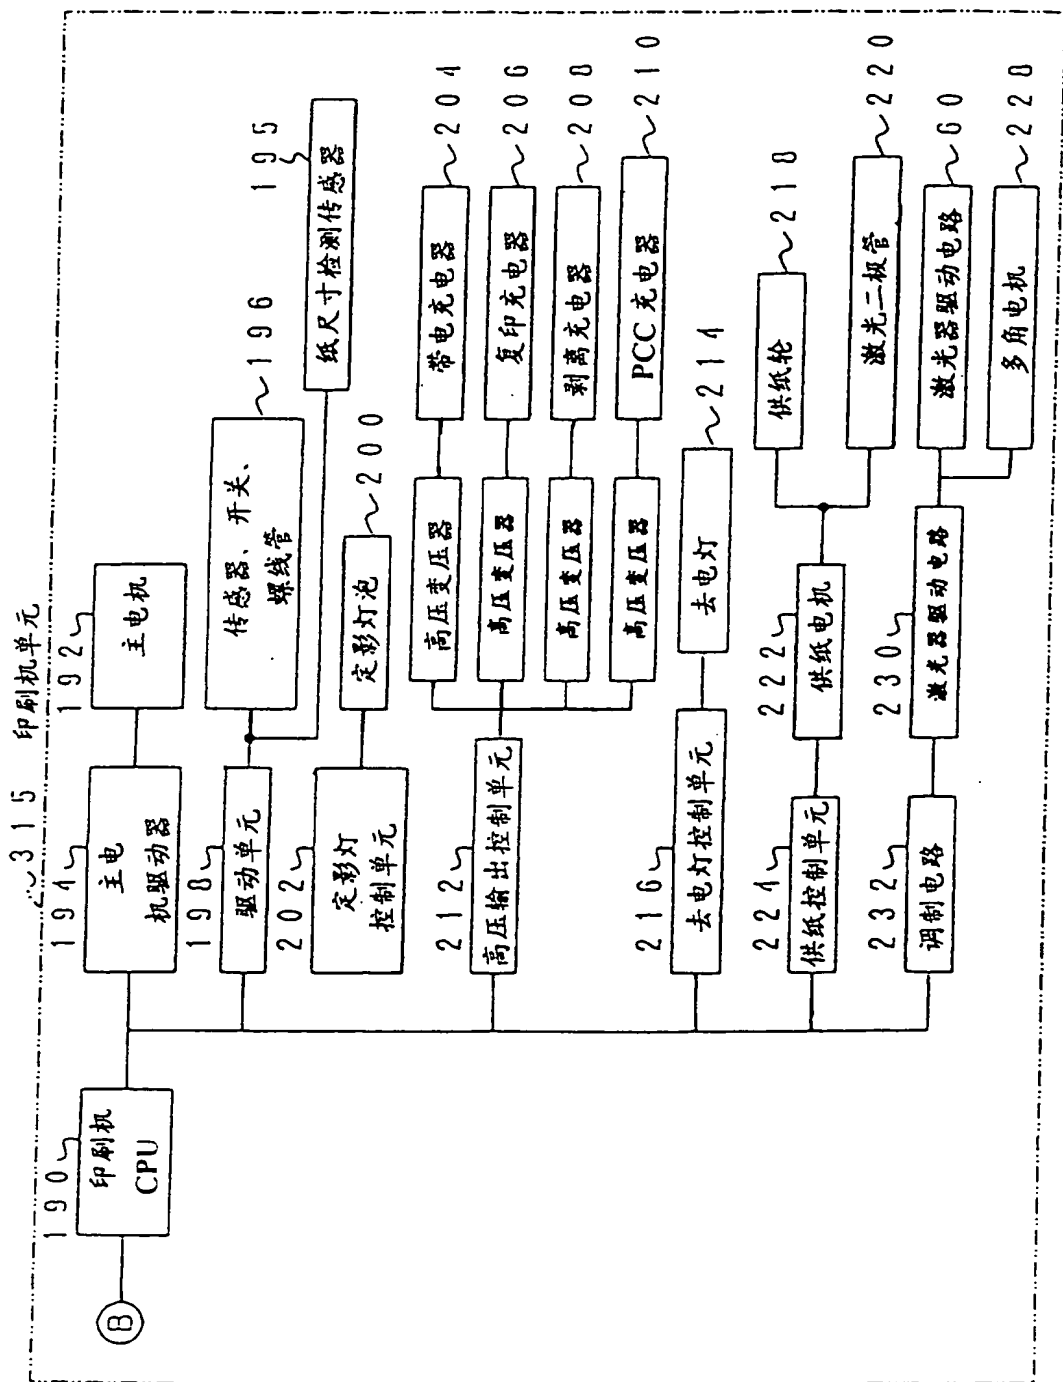 315 印刷机单元
B
190
印刷机
CPU
194
主电
机驱动器
192
主电机
198
驱动单元
196
传感器、开关、
螺线管
195
纸尺寸检测传感器
202
定影灯
控制单元
200
定影灯泡
212
高压输出控制单元
高压变压器
带电充电器
204
高压变压器
复印充电器
206
高压变压器
剥离充电器
208
高压变压器
PCC 充电器
210
216
去电灯控制单元
去电灯
214
224
供纸控制单元
222
供纸电机
供纸轮
218
激光二极管
220
232
调制电路
230
激光器驱动电路
激光器驱动电路
60
多角电机
228